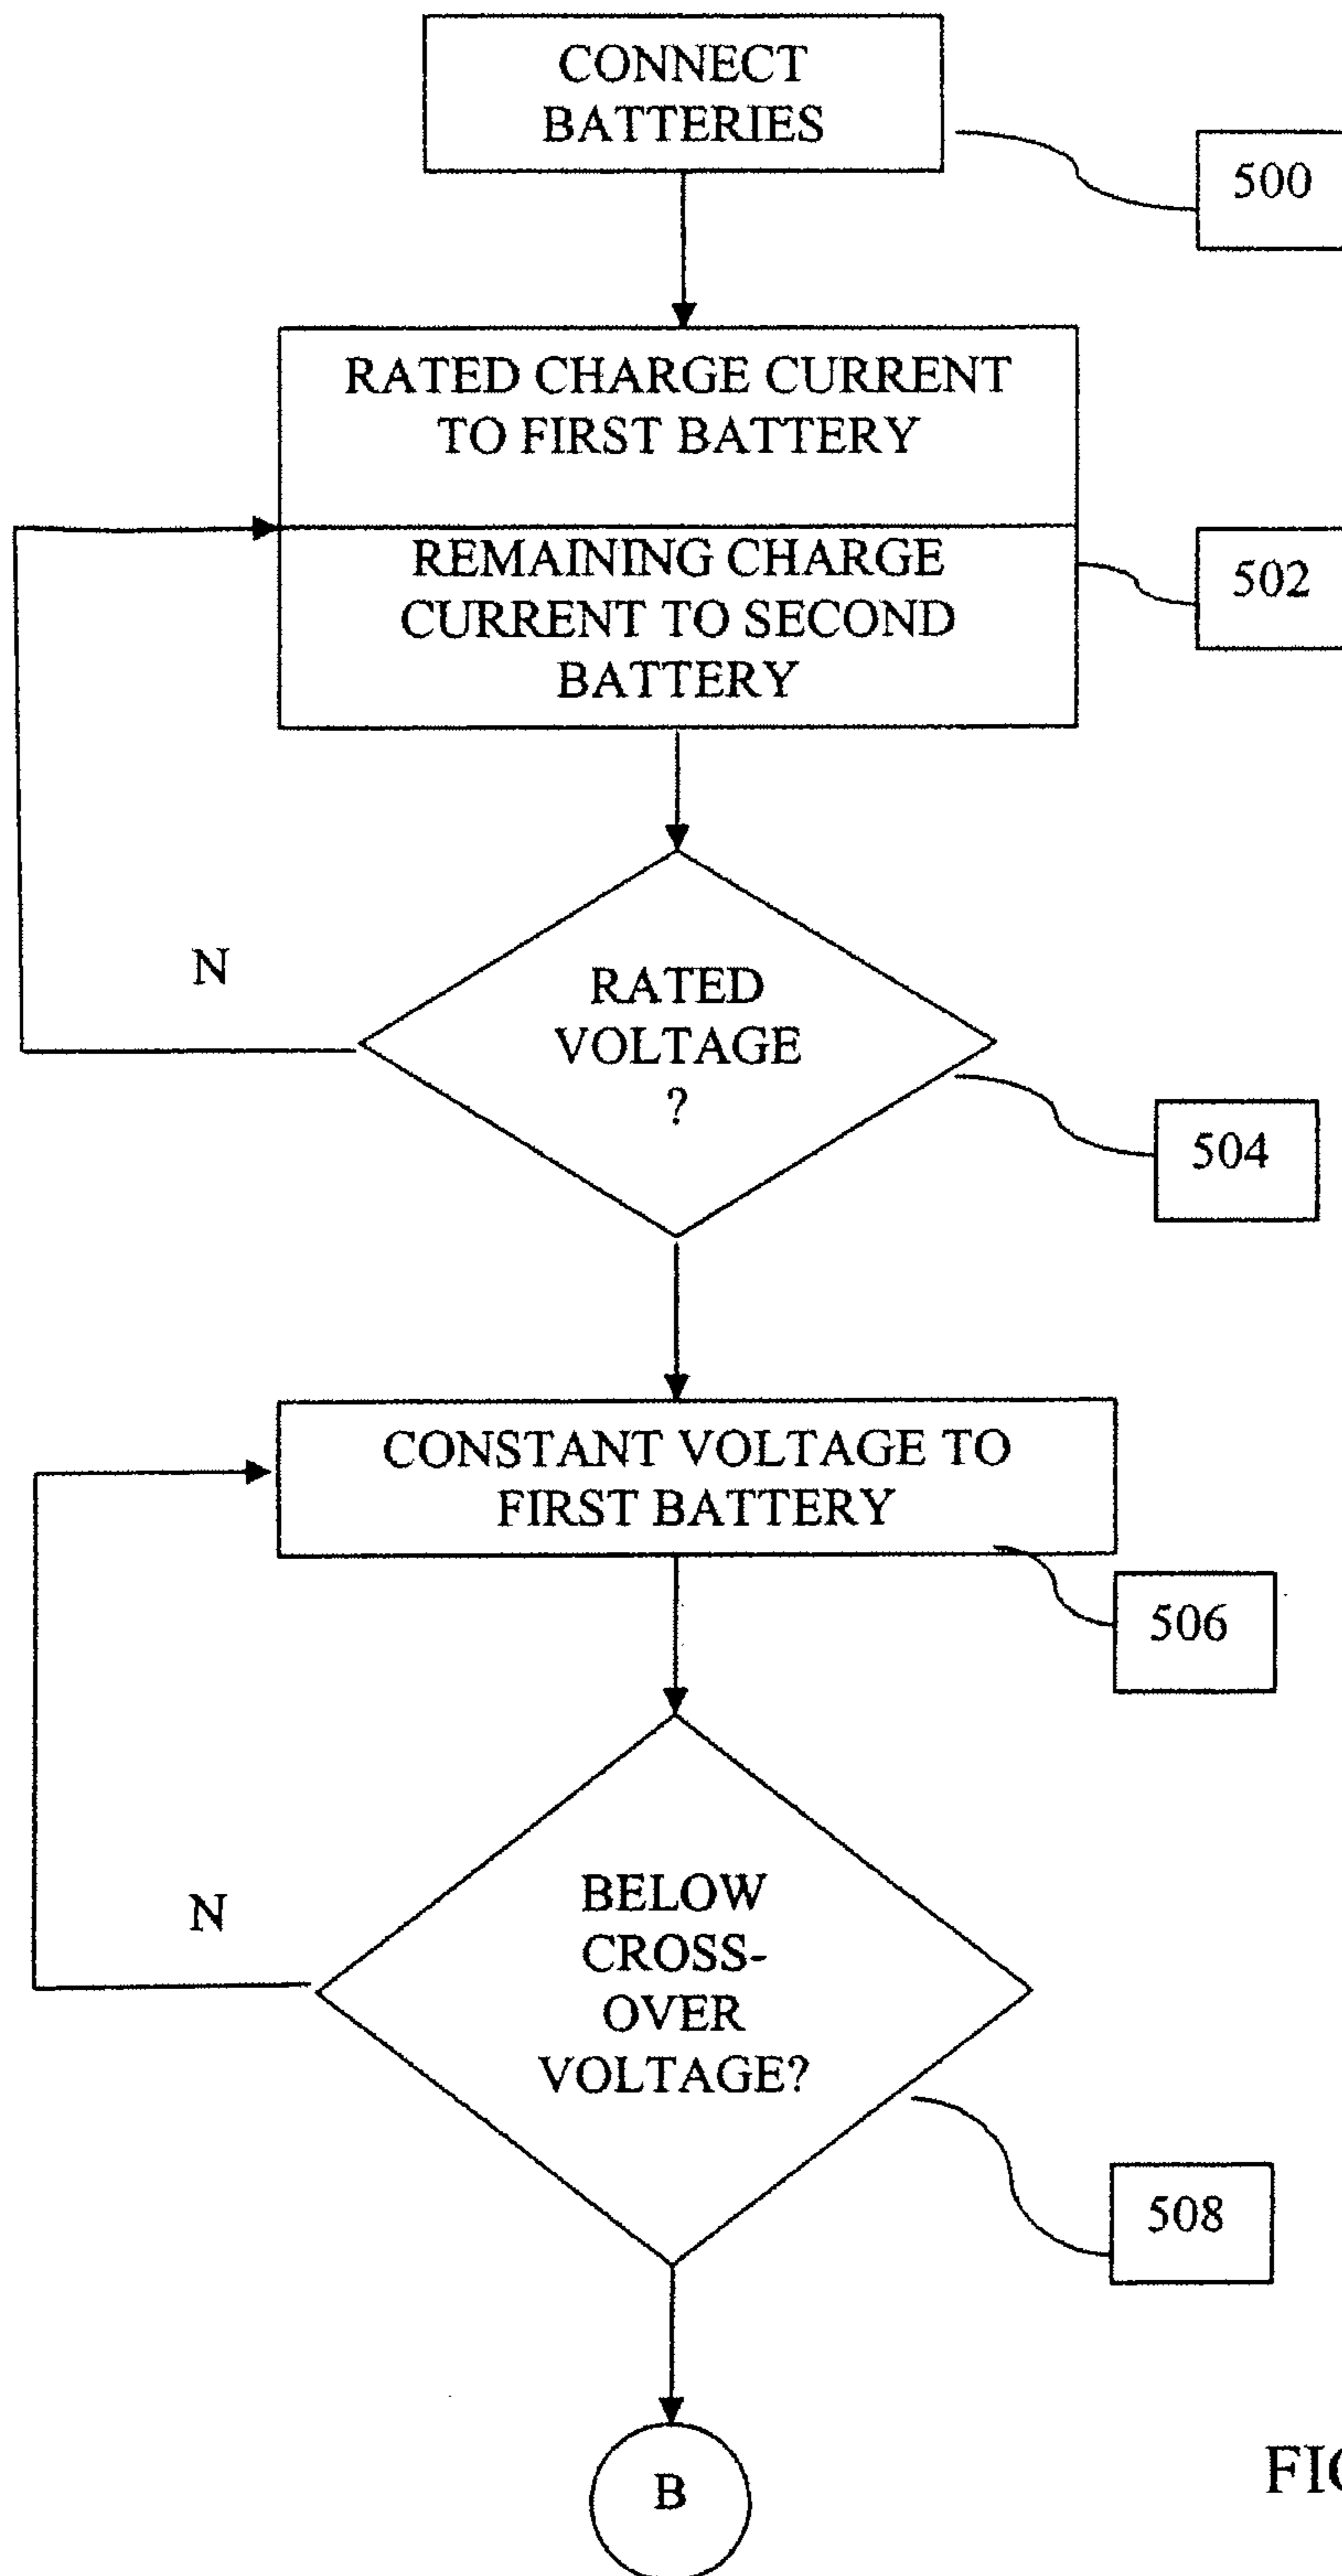 CONNECT
BATTERIES
500
RATED CHARGE CURRENT
TO FIRST BATTERY
REMAINING CHARGE
CURRENT TO SECOND
BATTERY
502
N
RATED
VOLTAGE
?
504
CONSTANT VOLTAGE TO
FIRST BATTERY
506
N
BELOW
CROSS-
OVER
VOLTAGE?
508
B